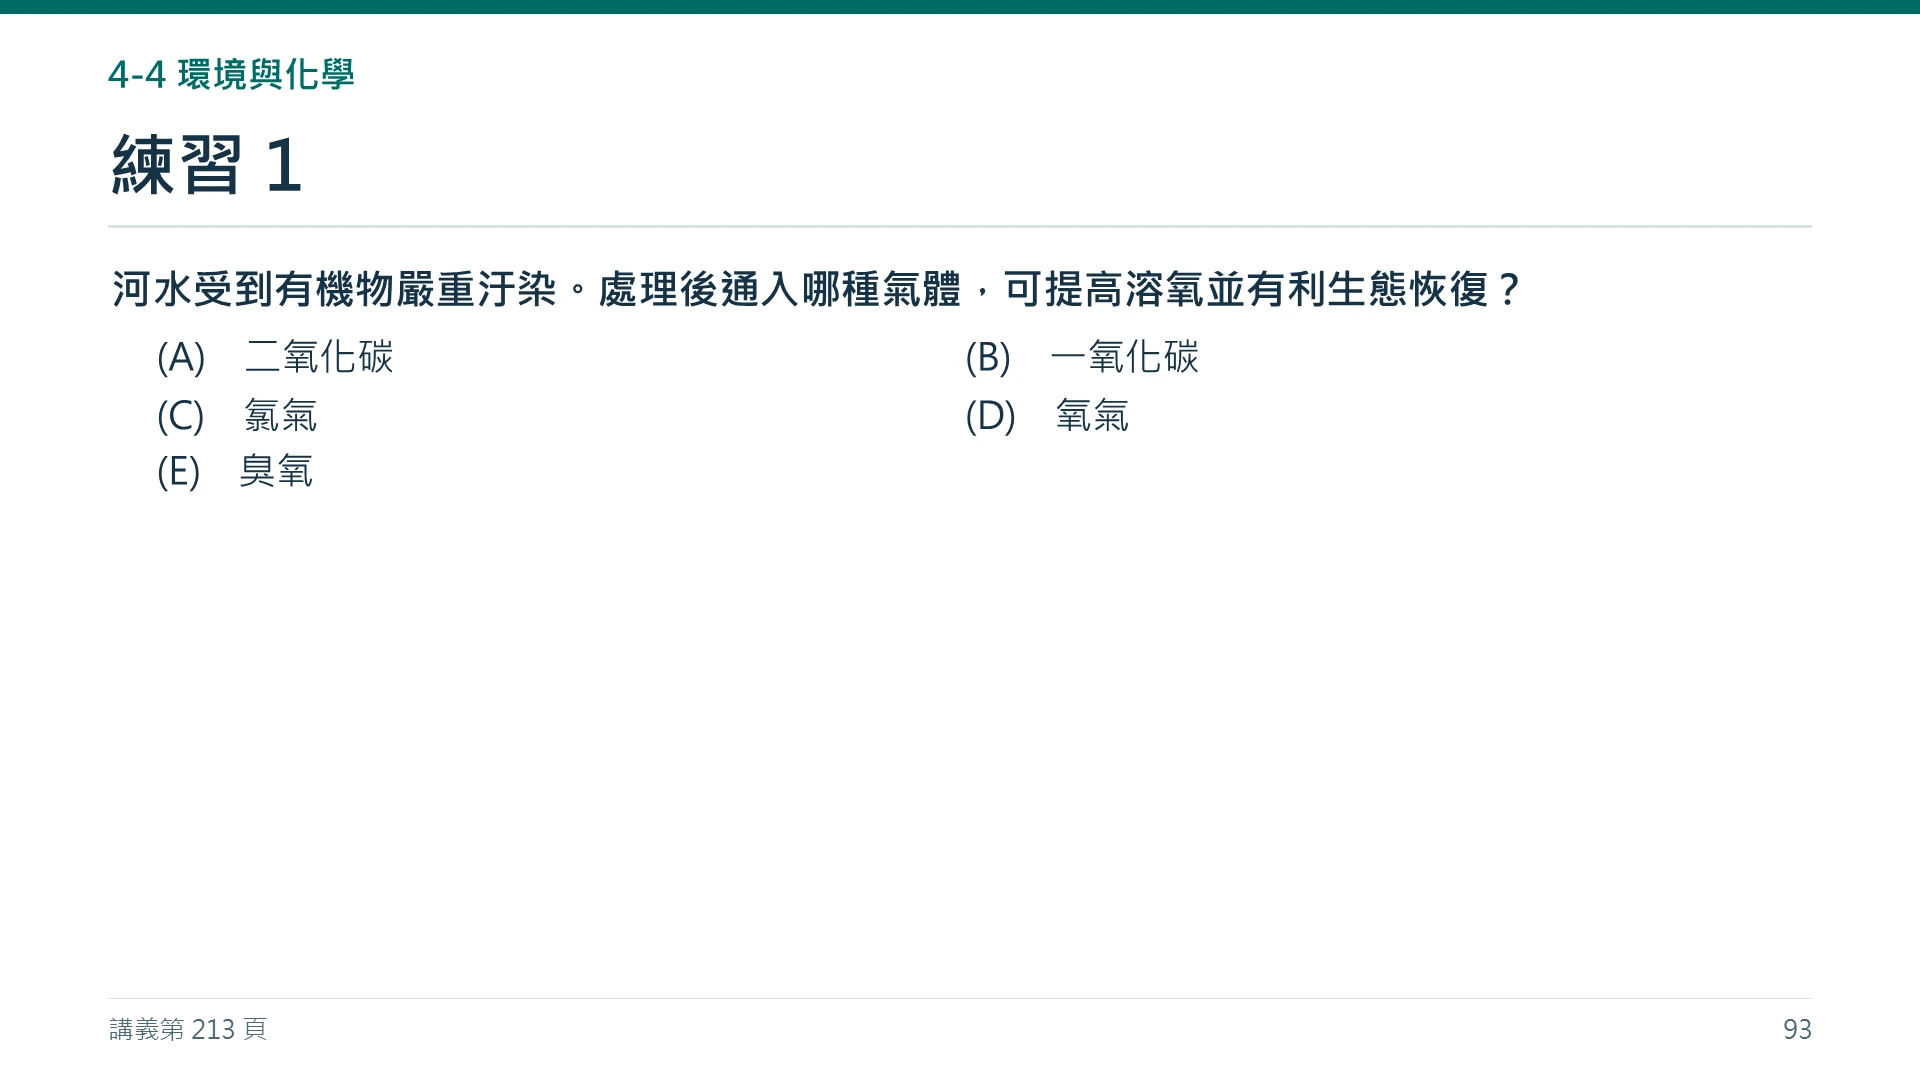 4-4 環境與化學
練習 1
河水受到有機物嚴重汙染。處理後通入哪種氣體，可提高溶氧並有利生態恢復？
(A) 二氧化碳
(B) 一氧化碳
(C) 氯氣
(D) 氧氣
(E) 臭氧
講義第 213 頁
93